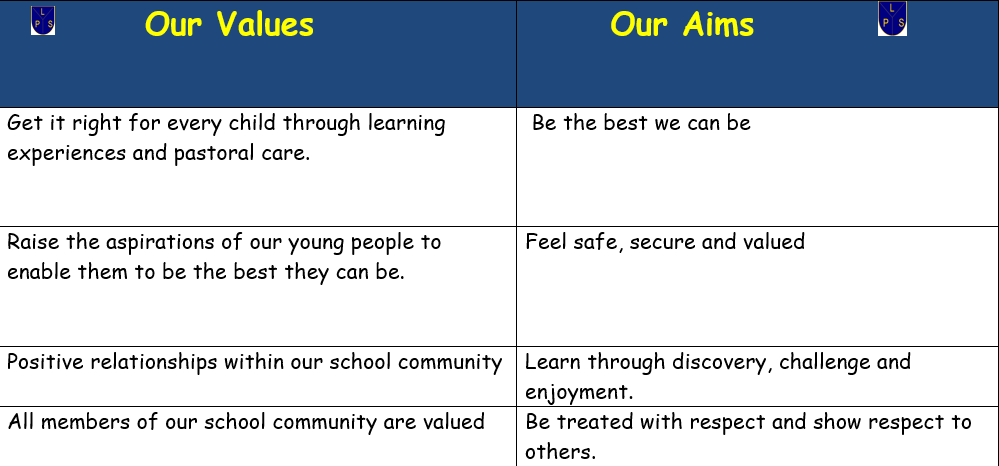 L
P S
Our Values
Our Aims
L
P S
Get it right for every child through learning
experiences and pastoral care.
Be the best we can be
Raise the aspirations of our young people to
enable them to be the best they can be.
Feel safe, secure and valued
Positive relationships within our school community
Learn through discovery, challenge and
enjoyment.
All members of our school community are valued
Be treated with respect and show respect to
others.